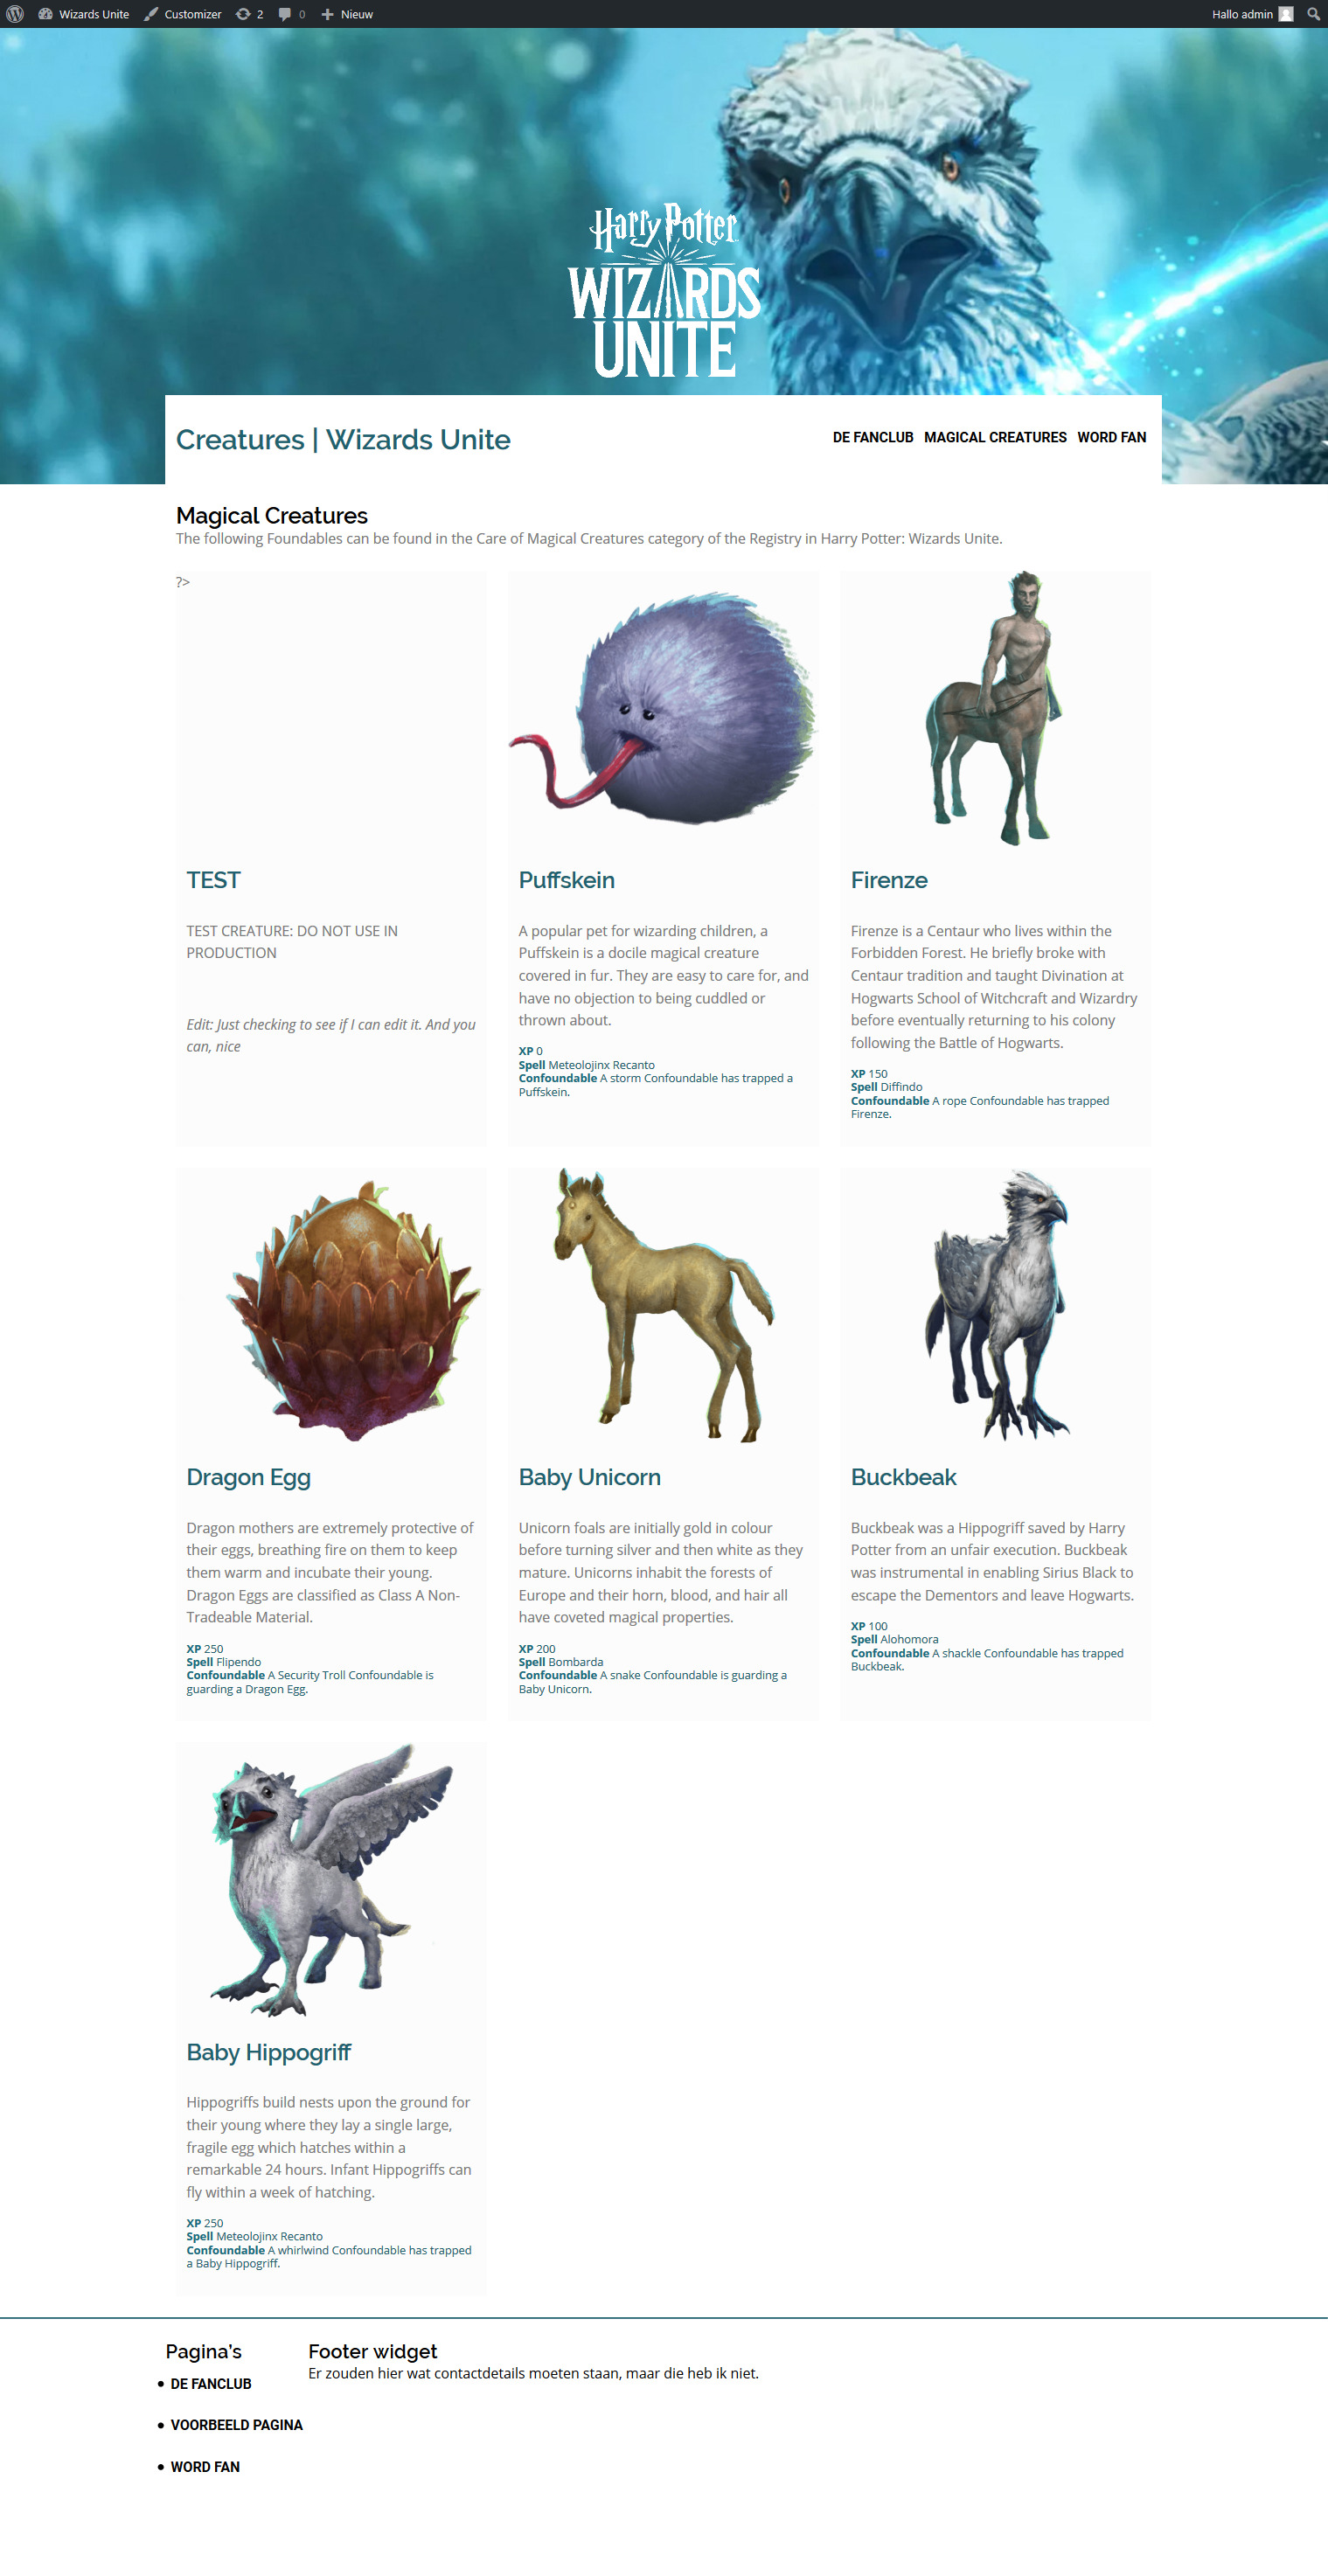 Wizards Unite Customizer 2 0 Nieuw Hallo admin
Harry Potter
WIZARDS
UNITE
Creatures | Wizards Unite
DE FANCLUB MAGICAL CREATURES WORD FAN
Magical Creatures
The following Foundables can be found in the Care of Magical Creatures category of the Registry in Harry Potter: Wizards Unite.
?>
TEST
TEST CREATURE: DO NOT USE IN
PRODUCTION
Edit: Just checking to see if I can edit it. And you
can, nice
Puffskein
A popular pet for wizarding children, a
Puffskein is a docile magical creature
covered in fur. They are easy to care for, and
have no objection to being cuddled or
thrown about.
XP 0
Spell Meteolojinx Recanto
Confoundable A storm Confoundable has trapped a
Puffskein.
Firenze
Firenze is a Centaur who lives within the
Forbidden Forest. He briefly broke with
Centaur tradition and taught Divination at
Hogwarts School of Witchcraft and Wizardry
before eventually returning to his colony
following the Battle of Hogwarts.
XP 150
Spell Diffindo
Confoundable A rope Confoundable has trapped
Firenze.
Dragon Egg
Dragon mothers are extremely protective of
their eggs, breathing fire on them to keep
them warm and incubate their young.
Dragon Eggs are classified as Class A Non-
Tradeable Material.
XP 250
Spell Flipendo
Confoundable A Security Troll Confoundable is
guarding a Dragon Egg.
Baby Unicorn
Unicorn foals are initially gold in colour
before turning silver and then white as they
mature. Unicorns inhabit the forests of
Europe and their horn, blood, and hair all
have coveted magical properties.
XP 200
Spell Bombarda
Confoundable A snake Confoundable is guarding a
Baby Unicorn.
Buckbeak
Buckbeak was a Hippogriff saved by Harry
Potter from an unfair execution. Buckbeak
was instrumental in enabling Sirius Black to
escape the Dementors and leave Hogwarts.
XP 100
Spell Alohomora
Confoundable A shackle Confoundable has trapped
Buckbeak.
Baby Hippogriff
Hippogriffs build nests upon the ground for
their young where they lay a single large,
fragile egg which hatches within a
remarkable 24 hours. Infant Hippogriffs can
fly within a week of hatching.
XP 250
Spell Meteolojinx Recanto
Confoundable A whirlwind Confoundable has trapped
a Baby Hippogriff.
Pagina's
DE FANCLUB
VOORBEELD PAGINA
WORD FAN
Footer widget
Er zouden hier wat contactdetails moeten staan, maar die heb ik niet.